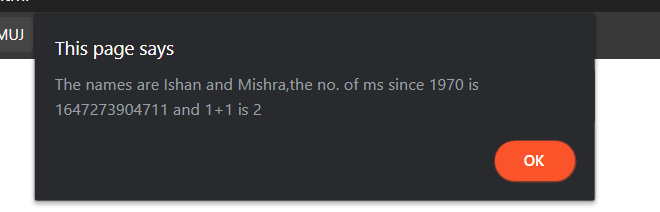 MUJ
This page says
The names are Ishan and Mishra,the no. of ms since 1970 is
1647273904711 and 1+1 is 2
OK